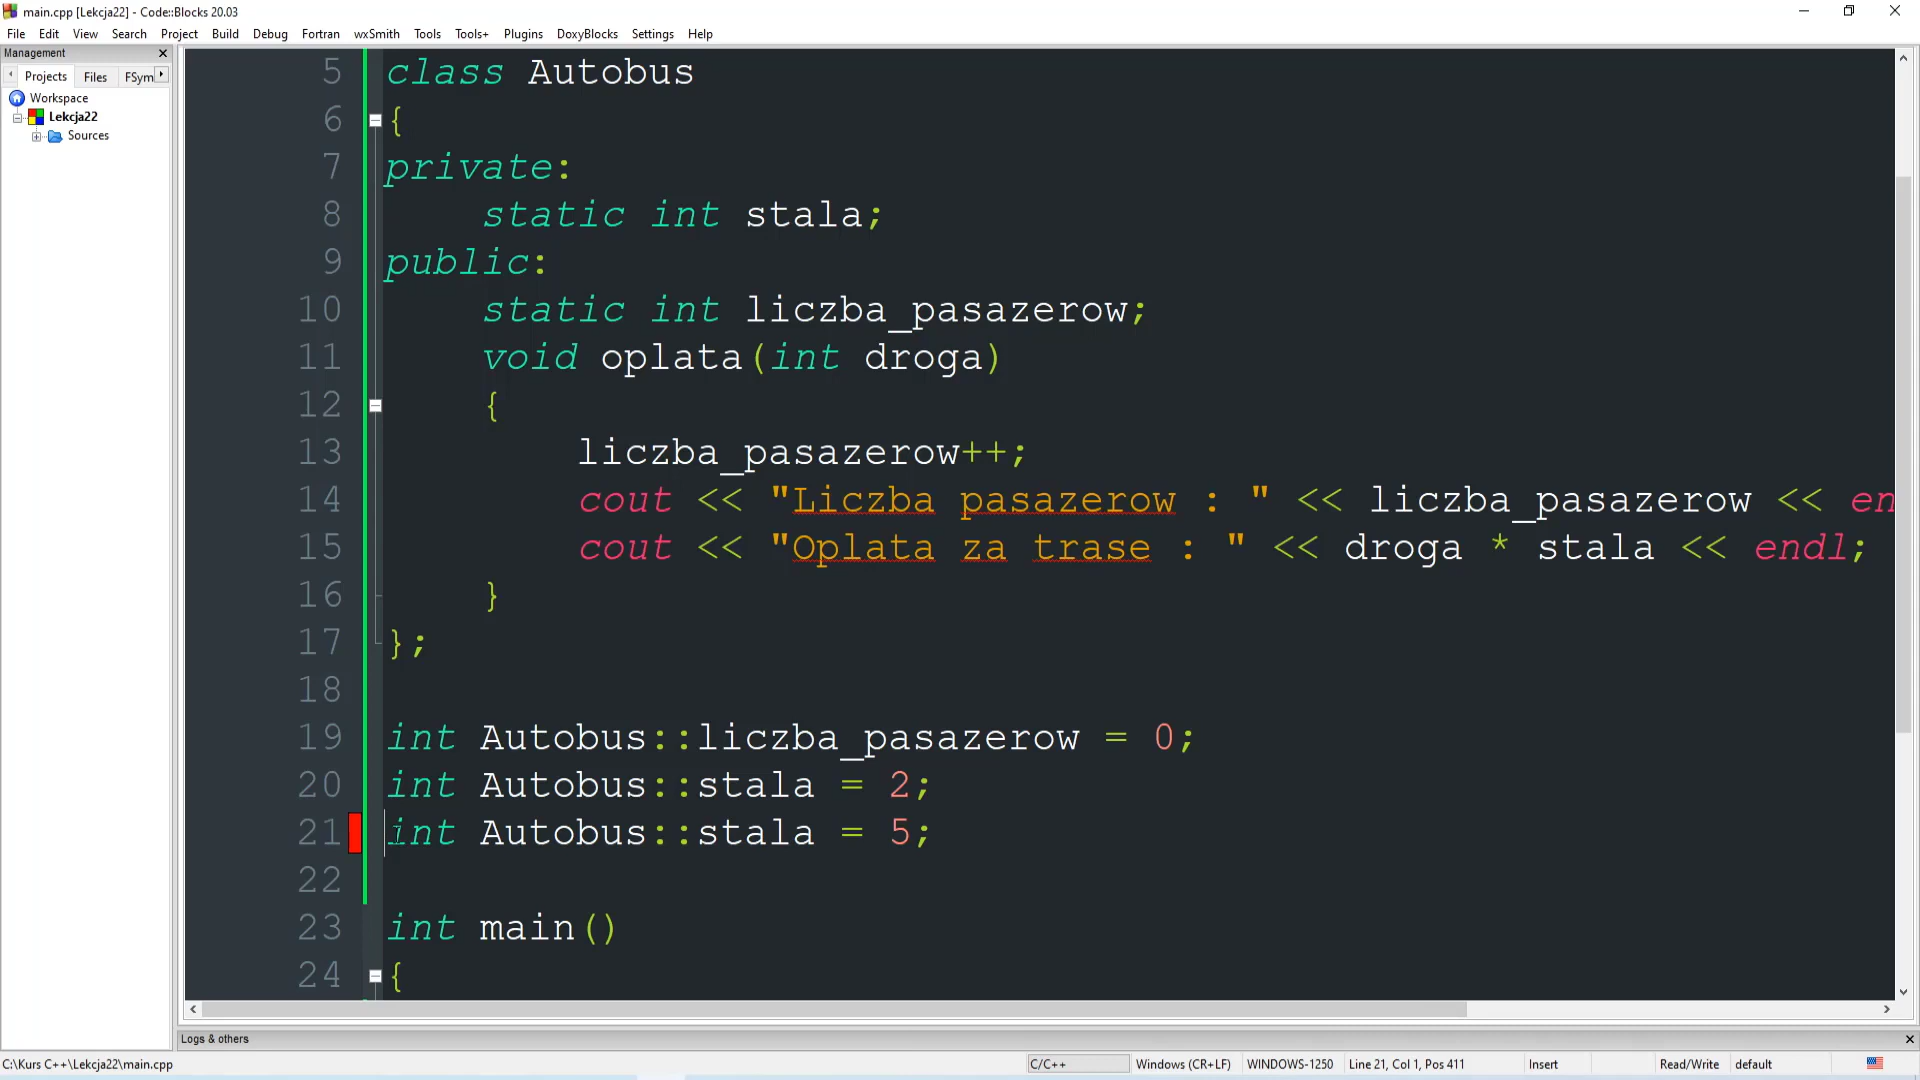 main.cpp [Lekcja22] - Code::Blocks 20.03
File Edit View Search Project Build Debug Fortran wxSmith Tools Tools+ Plugins DoxyBlocks Settings Help
Management
Projects Files FSym
Workspace
Lekcja22
Sources
5 class Autobus
6 {
7 private:
8 static int stala;
9 public:
10 static int liczba_pasazerow;
11 void oplata(int droga)
12 {
13 liczba_pasazerow++;
14 cout << "Liczba pasazerow : " << liczba_pasazerow << en
15 cout << "Oplata za trase : " << droga * stala << endl;
16 }
17 };
18
19 int Autobus::liczba_pasazerow = 0;
20 int Autobus::stala = 2;
21 int Autobus::stala = 5;
22
23 int main()
24 {
Logs & others
C:\Kurs C++\Lekcja22\main.cpp C/C++ Windows (CR+LF) WINDOWS-1250 Line 21, Col 1, Pos 411 Insert Read/Write default